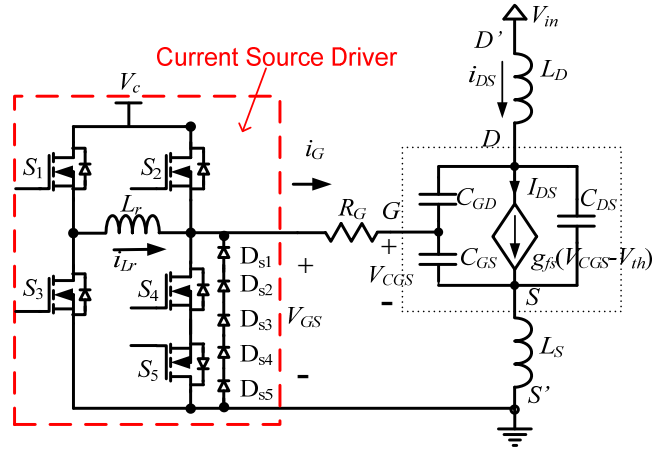 V_in
D'
Current Source Driver
i_DS
L_D
V_c
D
S_1
S_2
i_G
I_DS
C_DS
C_GD
L_r
R_G
G
i_Lr
D_s1
+
+
C_GS
g_fs(V_CGS-V_th)
V_CGS
S_3
S_4
D_s2
-
S
D_s3
V_GS
L_S
S_5
D_s4
-
D_s5
S'